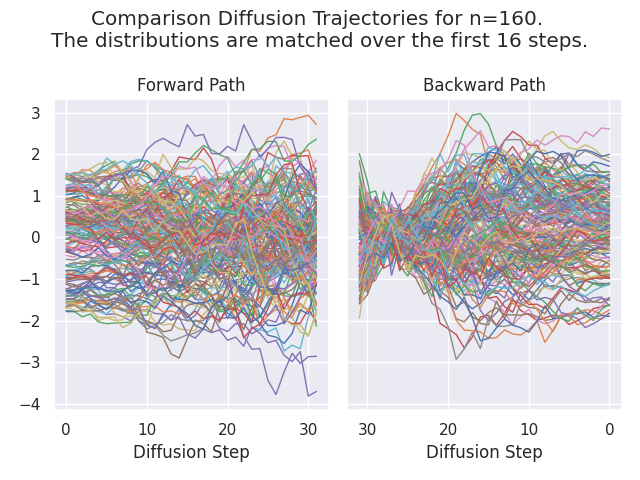 Comparison Diffusion Trajectories for n=160.
The distributions are matched over the first 16 steps.
Forward Path
Backward Path
3
2
1
0
−1
−2
−3
−4
0 10 20 30
30 20 10 0
Diffusion Step
Diffusion Step